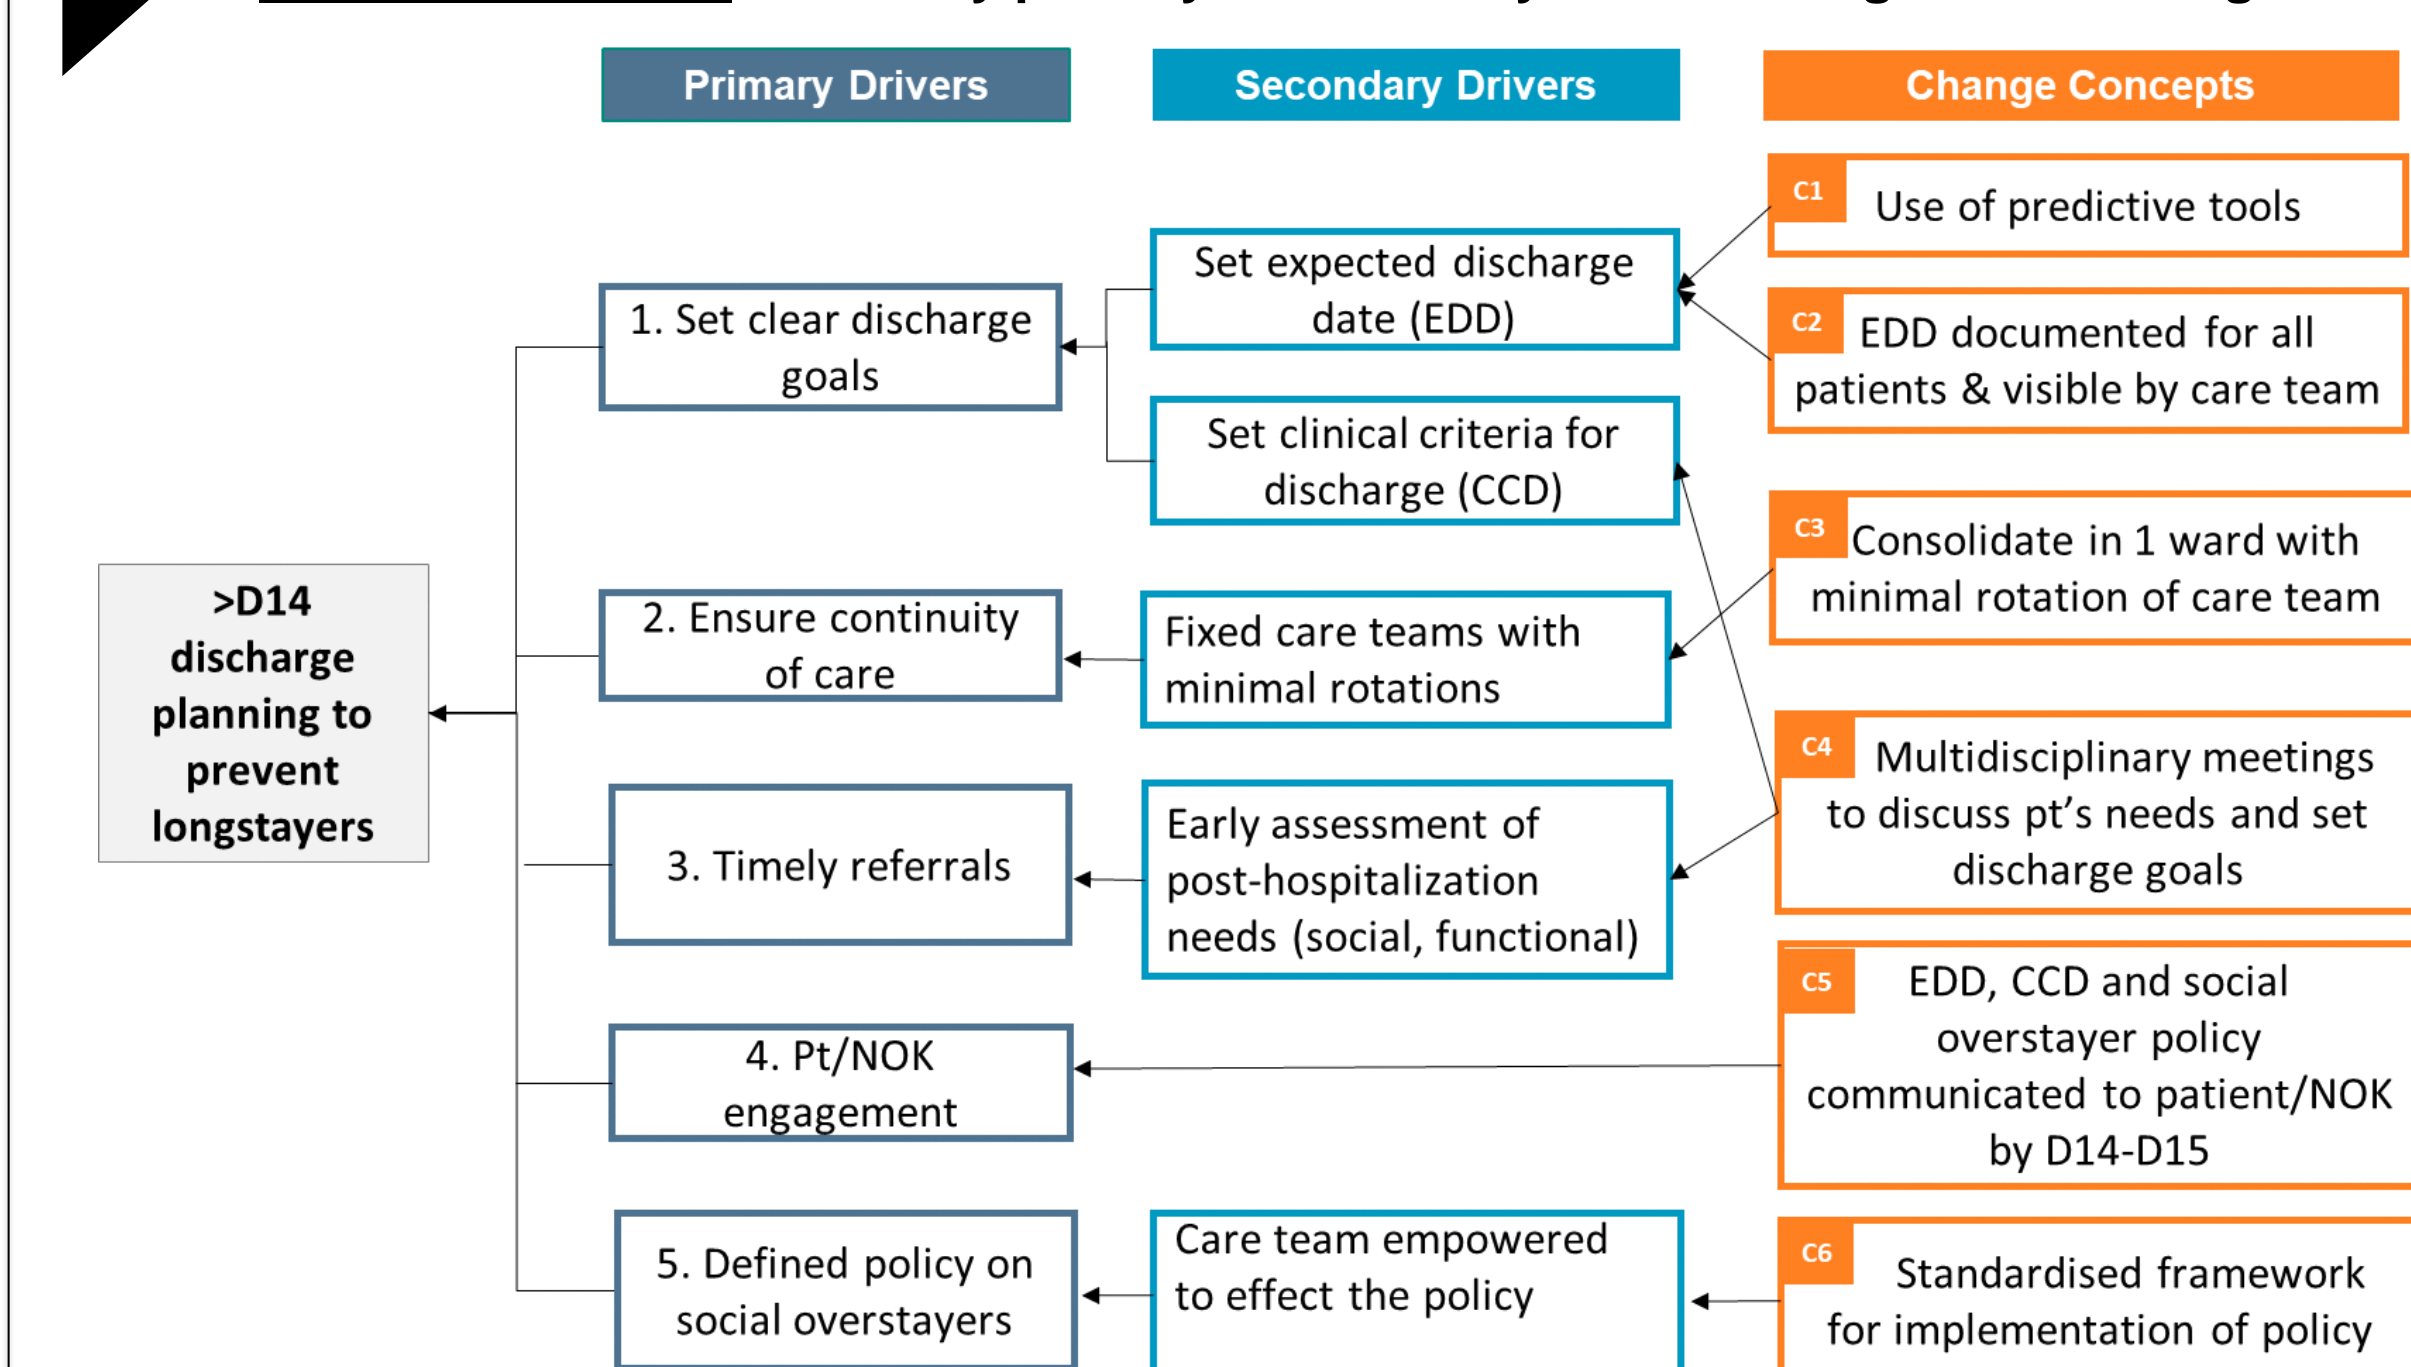 Primary Drivers
Secondary Drivers
Change Concepts
C1
Use of predictive tools
Set expected discharge
date (EDD)
C2
EDD documented for all
patients & visible by care team
1. Set clear discharge
goals
Set clinical criteria for
discharge (CCD)
C3
Consolidate in 1 ward with
minimal rotation of care team
>D14
discharge
planning to
prevent
longstayers
2. Ensure continuity
of care
Fixed care teams with
minimal rotations
C4
Multidisciplinary meetings
to discuss pt’s needs and set
discharge goals
3. Timely referrals
Early assessment of
post-hospitalization
needs (social, functional)
C5
EDD, CCD and social
overstayer policy
communicated to patient/NOK
by D14-D15
4. Pt/NOK
engagement
5. Defined policy on
social overstayers
Care team empowered
to effect the policy
C6
Standardised framework
for implementation of policy